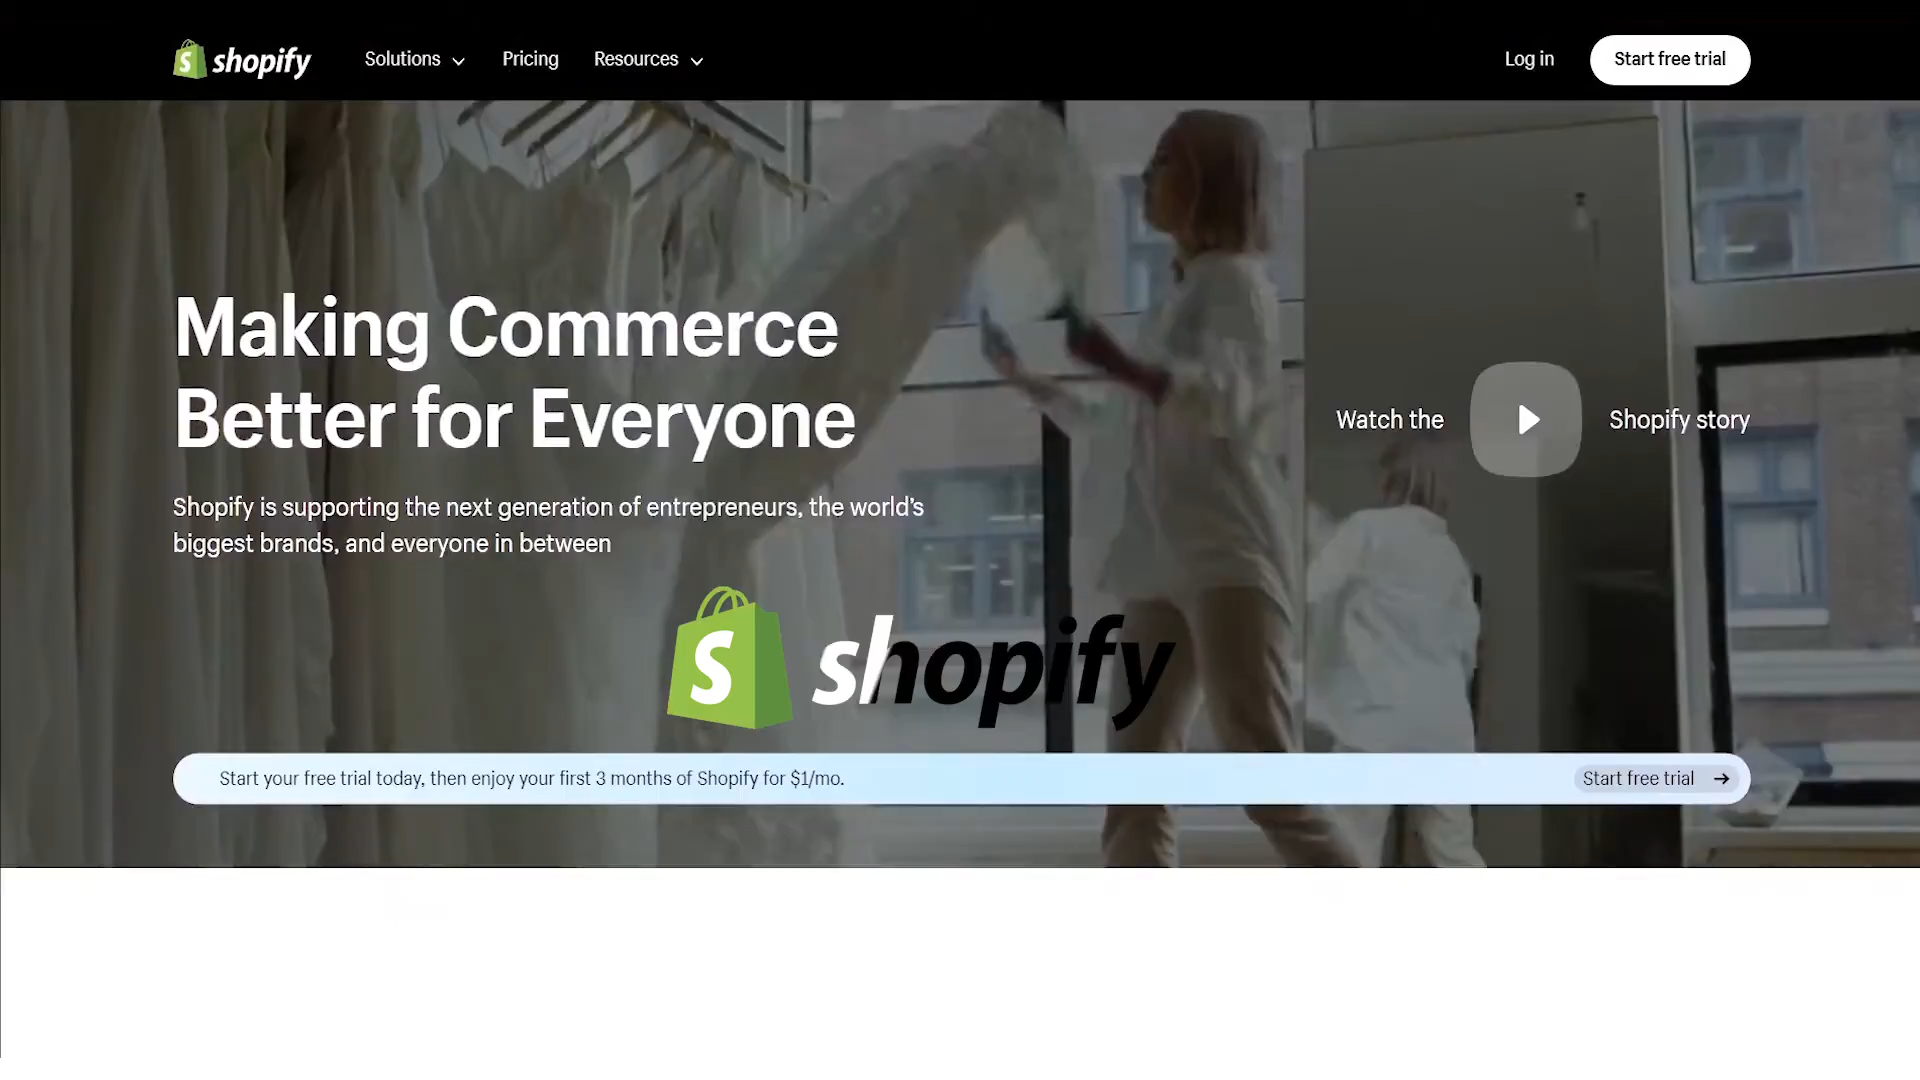 shopify
Solutions
Pricing
Resources
Log in
Start free trial
Making Commerce
Better for Everyone
Watch the
Shopify story
Shopify is supporting the next generation of entrepreneurs, the world's
biggest brands, and everyone in between
shopify
Start your free trial today, then enjoy your first 3 months of Shopify for $1/mo.
Start free trial